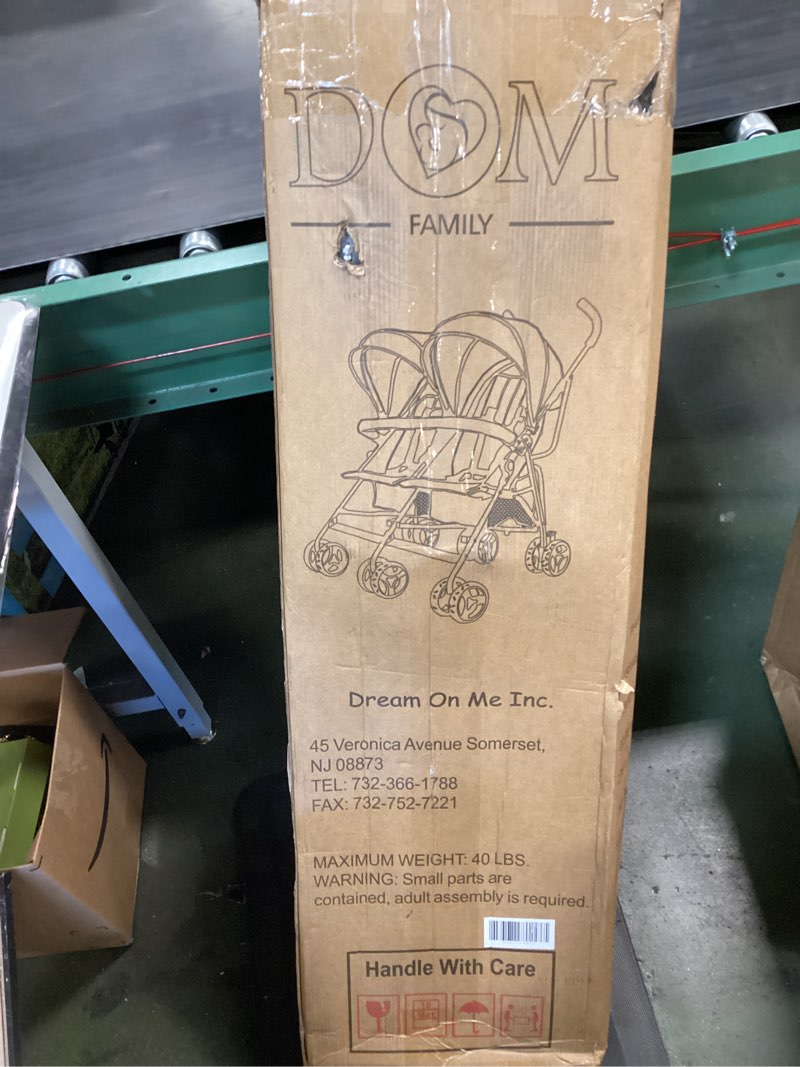 DOM
FAMILY
Dream On Me Inc.
45 Veronica Avenue Somerset,
NJ 08873
TEL: 732-366-1788
FAX: 732-752-7221
MAXIMUM WEIGHT: 40 LBS.
WARNING: Small parts are
contained, adult assembly is required.
Handle With Care